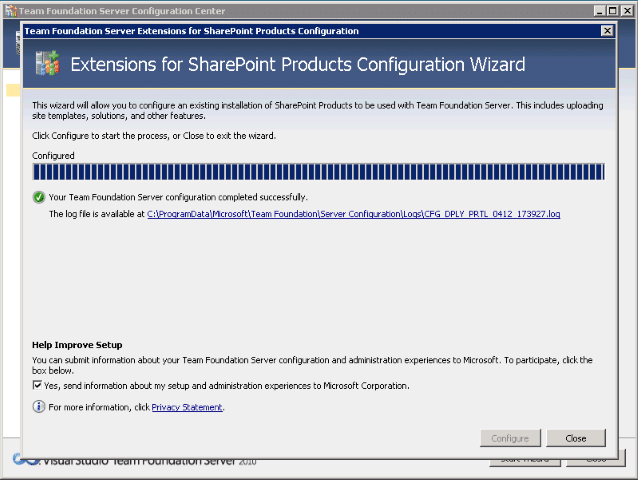 Team Foundation Server Configuration Center
Team Foundation Server Extensions for SharePoint Products Configuration
Extensions for SharePoint Products Configuration Wizard
This wizard will allow you to configure an existing installation of SharePoint Products to be used with Team Foundation Server. This includes uploading
site templates, solutions, and other features.
Click Configure to start the process, or Close to exit the wizard.
Configured
Your Team Foundation Server configuration completed successfully.
The log file is available at C:\ProgramData\Microsoft\Team Foundation\Server Configuration\Logs\CFG_DPLY_PRTL_0412_173927.log
Help Improve Setup
You can submit information about your Team Foundation Server configuration and administration experiences to Microsoft. To participate, click the
box below.
Yes, send information about my setup and administration experiences to Microsoft Corporation.
For more information, click Privacy Statement.
Configure Close
Visual Studio Team Foundation Server 2010
Start Wizard Close